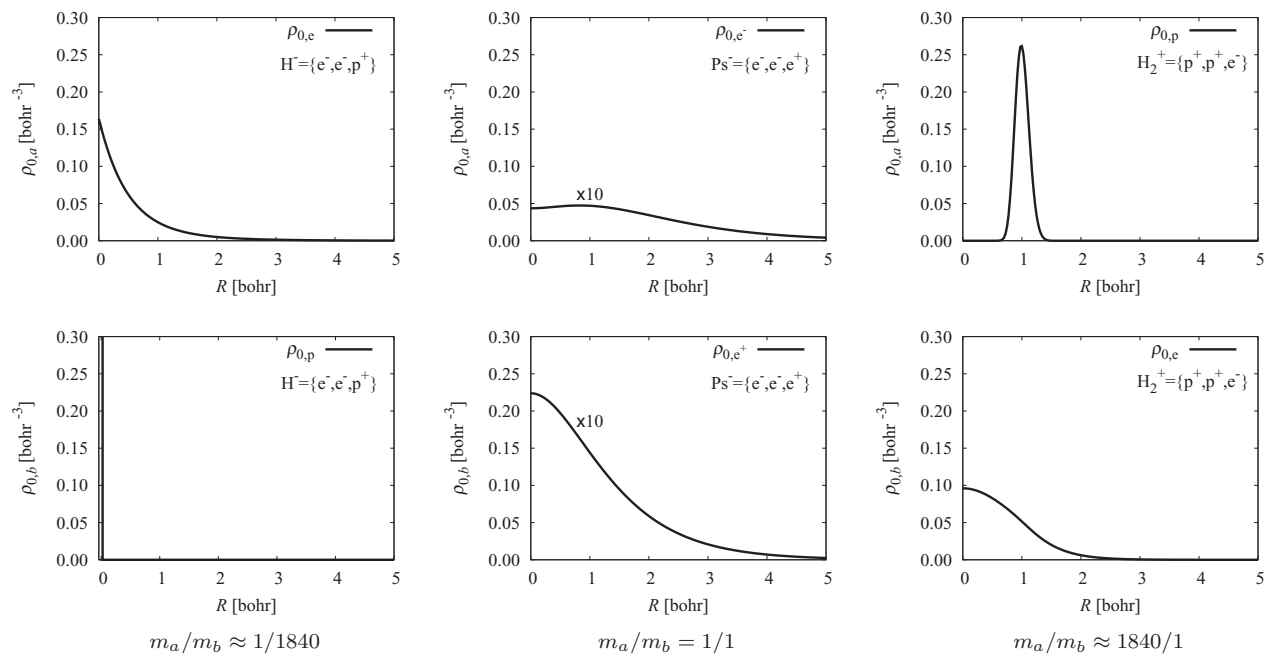 ρ0,a [bohr -3]
0.30
0.25
0.20
0.15
0.10
0.05
0.00
ρ0,e
H-={e-,e-,p+}
0 1 2 3 4 5
R [bohr]
ρ0,a [bohr -3]
0.30
0.25
0.20
0.15
0.10
0.05
0.00
ρ0,e-
Ps-={e-,e-,e+}
x10
0 1 2 3 4 5
R [bohr]
ρ0,a [bohr -3]
0.30
0.25
0.20
0.15
0.10
0.05
0.00
ρ0,p
H2+={p+,p+,e-}
0 1 2 3 4 5
R [bohr]
ρ0,b [bohr -3]
0.30
0.25
0.20
0.15
0.10
0.05
0.00
ρ0,p
H-={e-,e-,p+}
0 1 2 3 4 5
R [bohr]
ma/mb ≈ 1/1840
ρ0,b [bohr -3]
0.30
0.25
0.20
0.15
0.10
0.05
0.00
ρ0,e+
Ps-={e-,e-,e+}
x10
0 1 2 3 4 5
R [bohr]
ma/mb = 1/1
ρ0,b [bohr -3]
0.30
0.25
0.20
0.15
0.10
0.05
0.00
ρ0,e
H2+={p+,p+,e-}
0 1 2 3 4 5
R [bohr]
ma/mb ≈ 1840/1